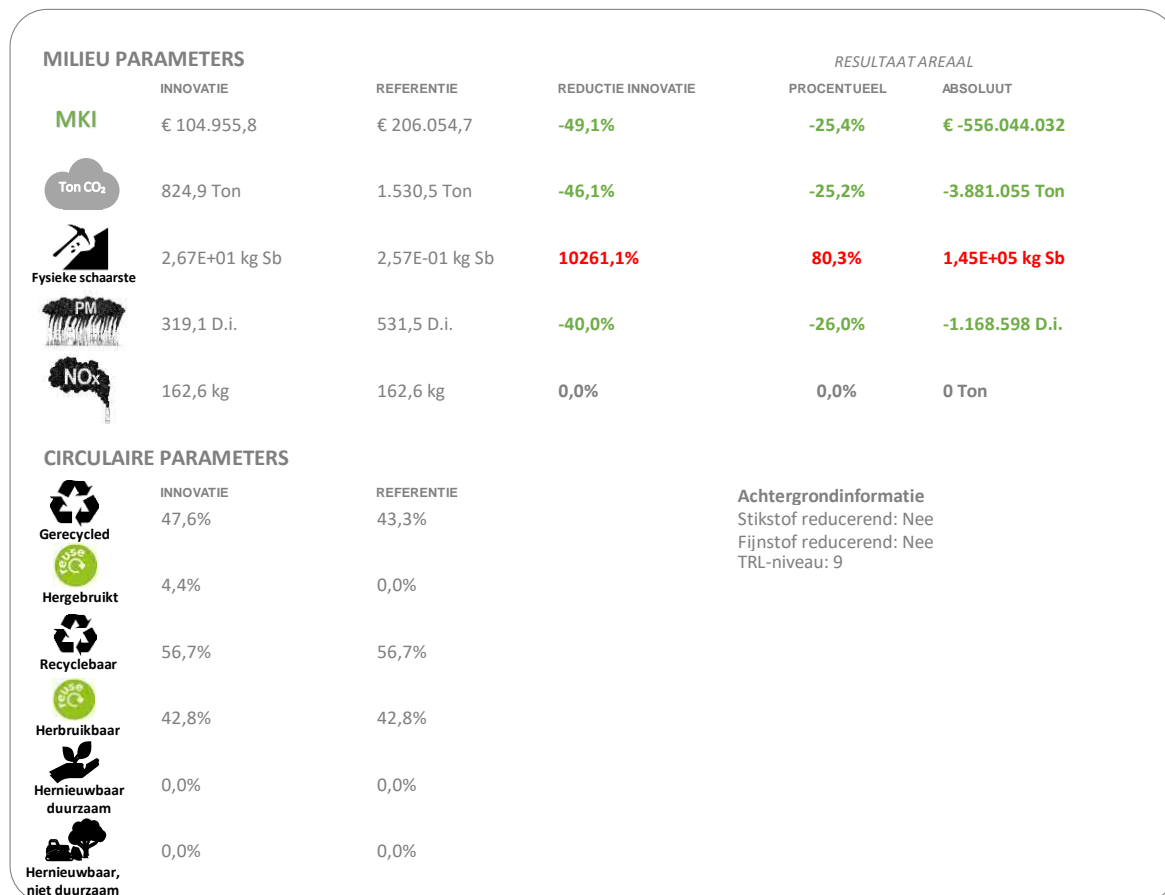 MILIEU PARAMETERS
RESULTAAT AREAAL
INNOVATIE REFERENTIE REDUCTIE INNOVATIE PROCENTUEEL ABSOLUUT
MKI € 104.955,8 € 206.054,7 -49,1% -25,4% € -556.044.032
Ton CO₂ 824,9 Ton 1.530,5 Ton -46,1% -25,2% -3.881.055 Ton
2,67E+01 kg Sb 2,57E-01 kg Sb 10261,1% 80,3% 1,45E+05 kg Sb
Fysieke schaarste
PM 319,1 D.i. 531,5 D.i. -40,0% -26,0% -1.168.598 D.i.
NOx 162,6 kg 162,6 kg 0,0% 0,0% 0 Ton
CIRCULAIRE PARAMETERS
INNOVATIE REFERENTIE
47,6% 43,3%
Gerecycled
reuse
4,4% 0,0%
Hergebruikt
56,7% 56,7%
Recyclebaar
reuse
42,8% 42,8%
Herbruikbaar
0,0% 0,0%
Hernieuwbaar
duurzaam
0,0% 0,0%
Hernieuwbaar,
niet duurzaam
Achtergrondinformatie
Stikstof reducerend: Nee
Fijnstof reducerend: Nee
TRL-niveau: 9